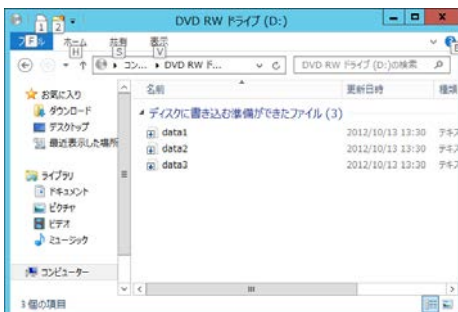 DVD RW ドライブ (D:)
1 2
ファイル ホーム 共有 表示
F H S V
コン... DVD RW ド... DVD RW ドライブ (D:)の検索
お気に入り
ダウンロード
デスクトップ
最近表示した場所
ライブラリ
ドキュメント
ピクチャ
ビデオ
ミュージック
コンピューター
名前 更新日時 種類
ディスクに書き込む準備ができたファイル (3)
data1 2012/10/13 13:30 テキス
data2 2012/10/13 13:30 テキス
data3 2012/10/13 13:30 テキス
3 個の項目